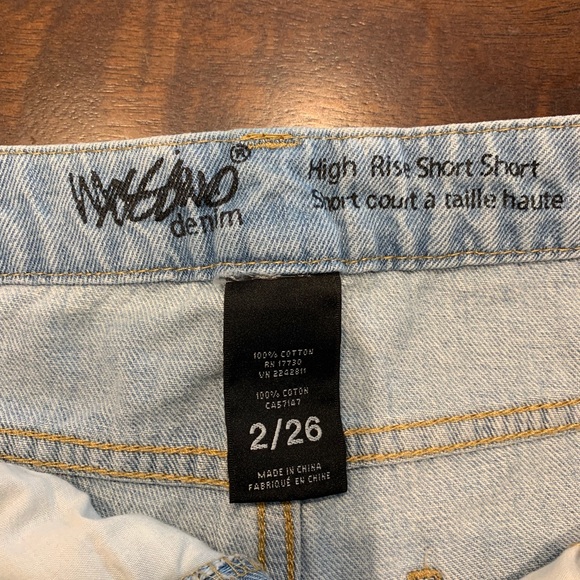 MOSSIMO®
denim
High Rise Short Short
Short court à taille haute
100% COTTON
RN 17730
VN 2242811
100% COTON
CA57147
2/26
MADE IN CHINA
FABRIQUÉ EN CHINE